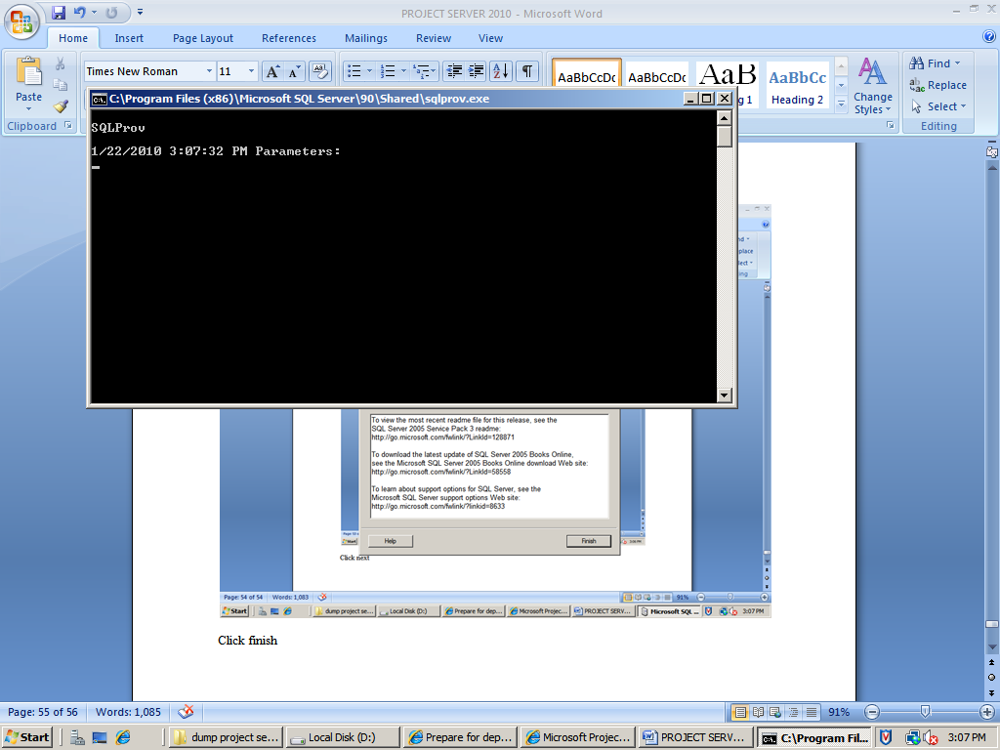 PROJECT SERVER 2010 - Microsoft Word
Home Insert Page Layout References Mailings Review View
Times New Roman 11
AaBbCcDc AaBbCcDc AaB AaBbCc
g 1 Heading 2
Paste
Clipboard
Change Styles
Find
Replace
Select
Editing
C:\Program Files (x86)\Microsoft SQL Server\90\Shared\sqlprov.exe
SQLProv
1/22/2010 3:07:32 PM Parameters:
nd
place
lect
ing
To view the most recent readme file for this release, see the
SQL Server 2005 Service Pack 3 readme:
http://go.microsoft.com/fwlink/?LinkId=128871
To download the latest update of SQL Server 2005 Books Online,
see the Microsoft SQL Server 2005 Books Online download Web site:
http://go.microsoft.com/fwlink/?LinkId=58558
To learn about support options for SQL Server, see the
Microsoft SQL Server support options Web site:
http://go.microsoft.com/fwlink/?linkid=8633
Help Finish
Click next
Page: 54 of 54 Words: 1,083 91%
Start dump project se... Local Disk (D:) Prepare for dep... Microsoft Projec... PROJECT SERV... Microsoft SQL ... 3:07 PM
Click finish
Page: 55 of 56 Words: 1,085 91%
Start dump project se... Local Disk (D:) Prepare for dep... Microsoft Projec... PROJECT SERV... C:\Program Fil... 3:07 PM